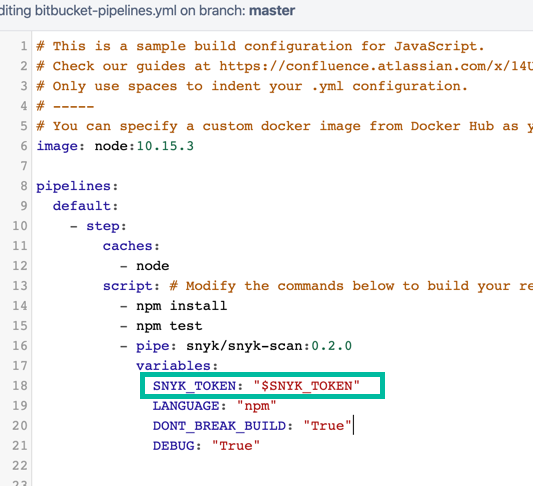 diting bitbucket-pipelines.yml on branch: master
1 # This is a sample build configuration for JavaScript.
2 # Check our guides at https://confluence.atlassian.com/x/14U
3 # Only use spaces to indent your .yml configuration.
4 # -----
5 # You can specify a custom docker image from Docker Hub as y
6 image: node:10.15.3
7
8 pipelines:
9   default:
10     - step:
11         caches:
12           - node
13         script: # Modify the commands below to build your re
14           - npm install
15           - npm test
16           - pipe: snyk/snyk-scan:0.2.0
17             variables:
18               SNYK_TOKEN: "$SNYK_TOKEN"
19               LANGUAGE: "npm"
20               DONT_BREAK_BUILD: "True"
21               DEBUG: "True"
22
23